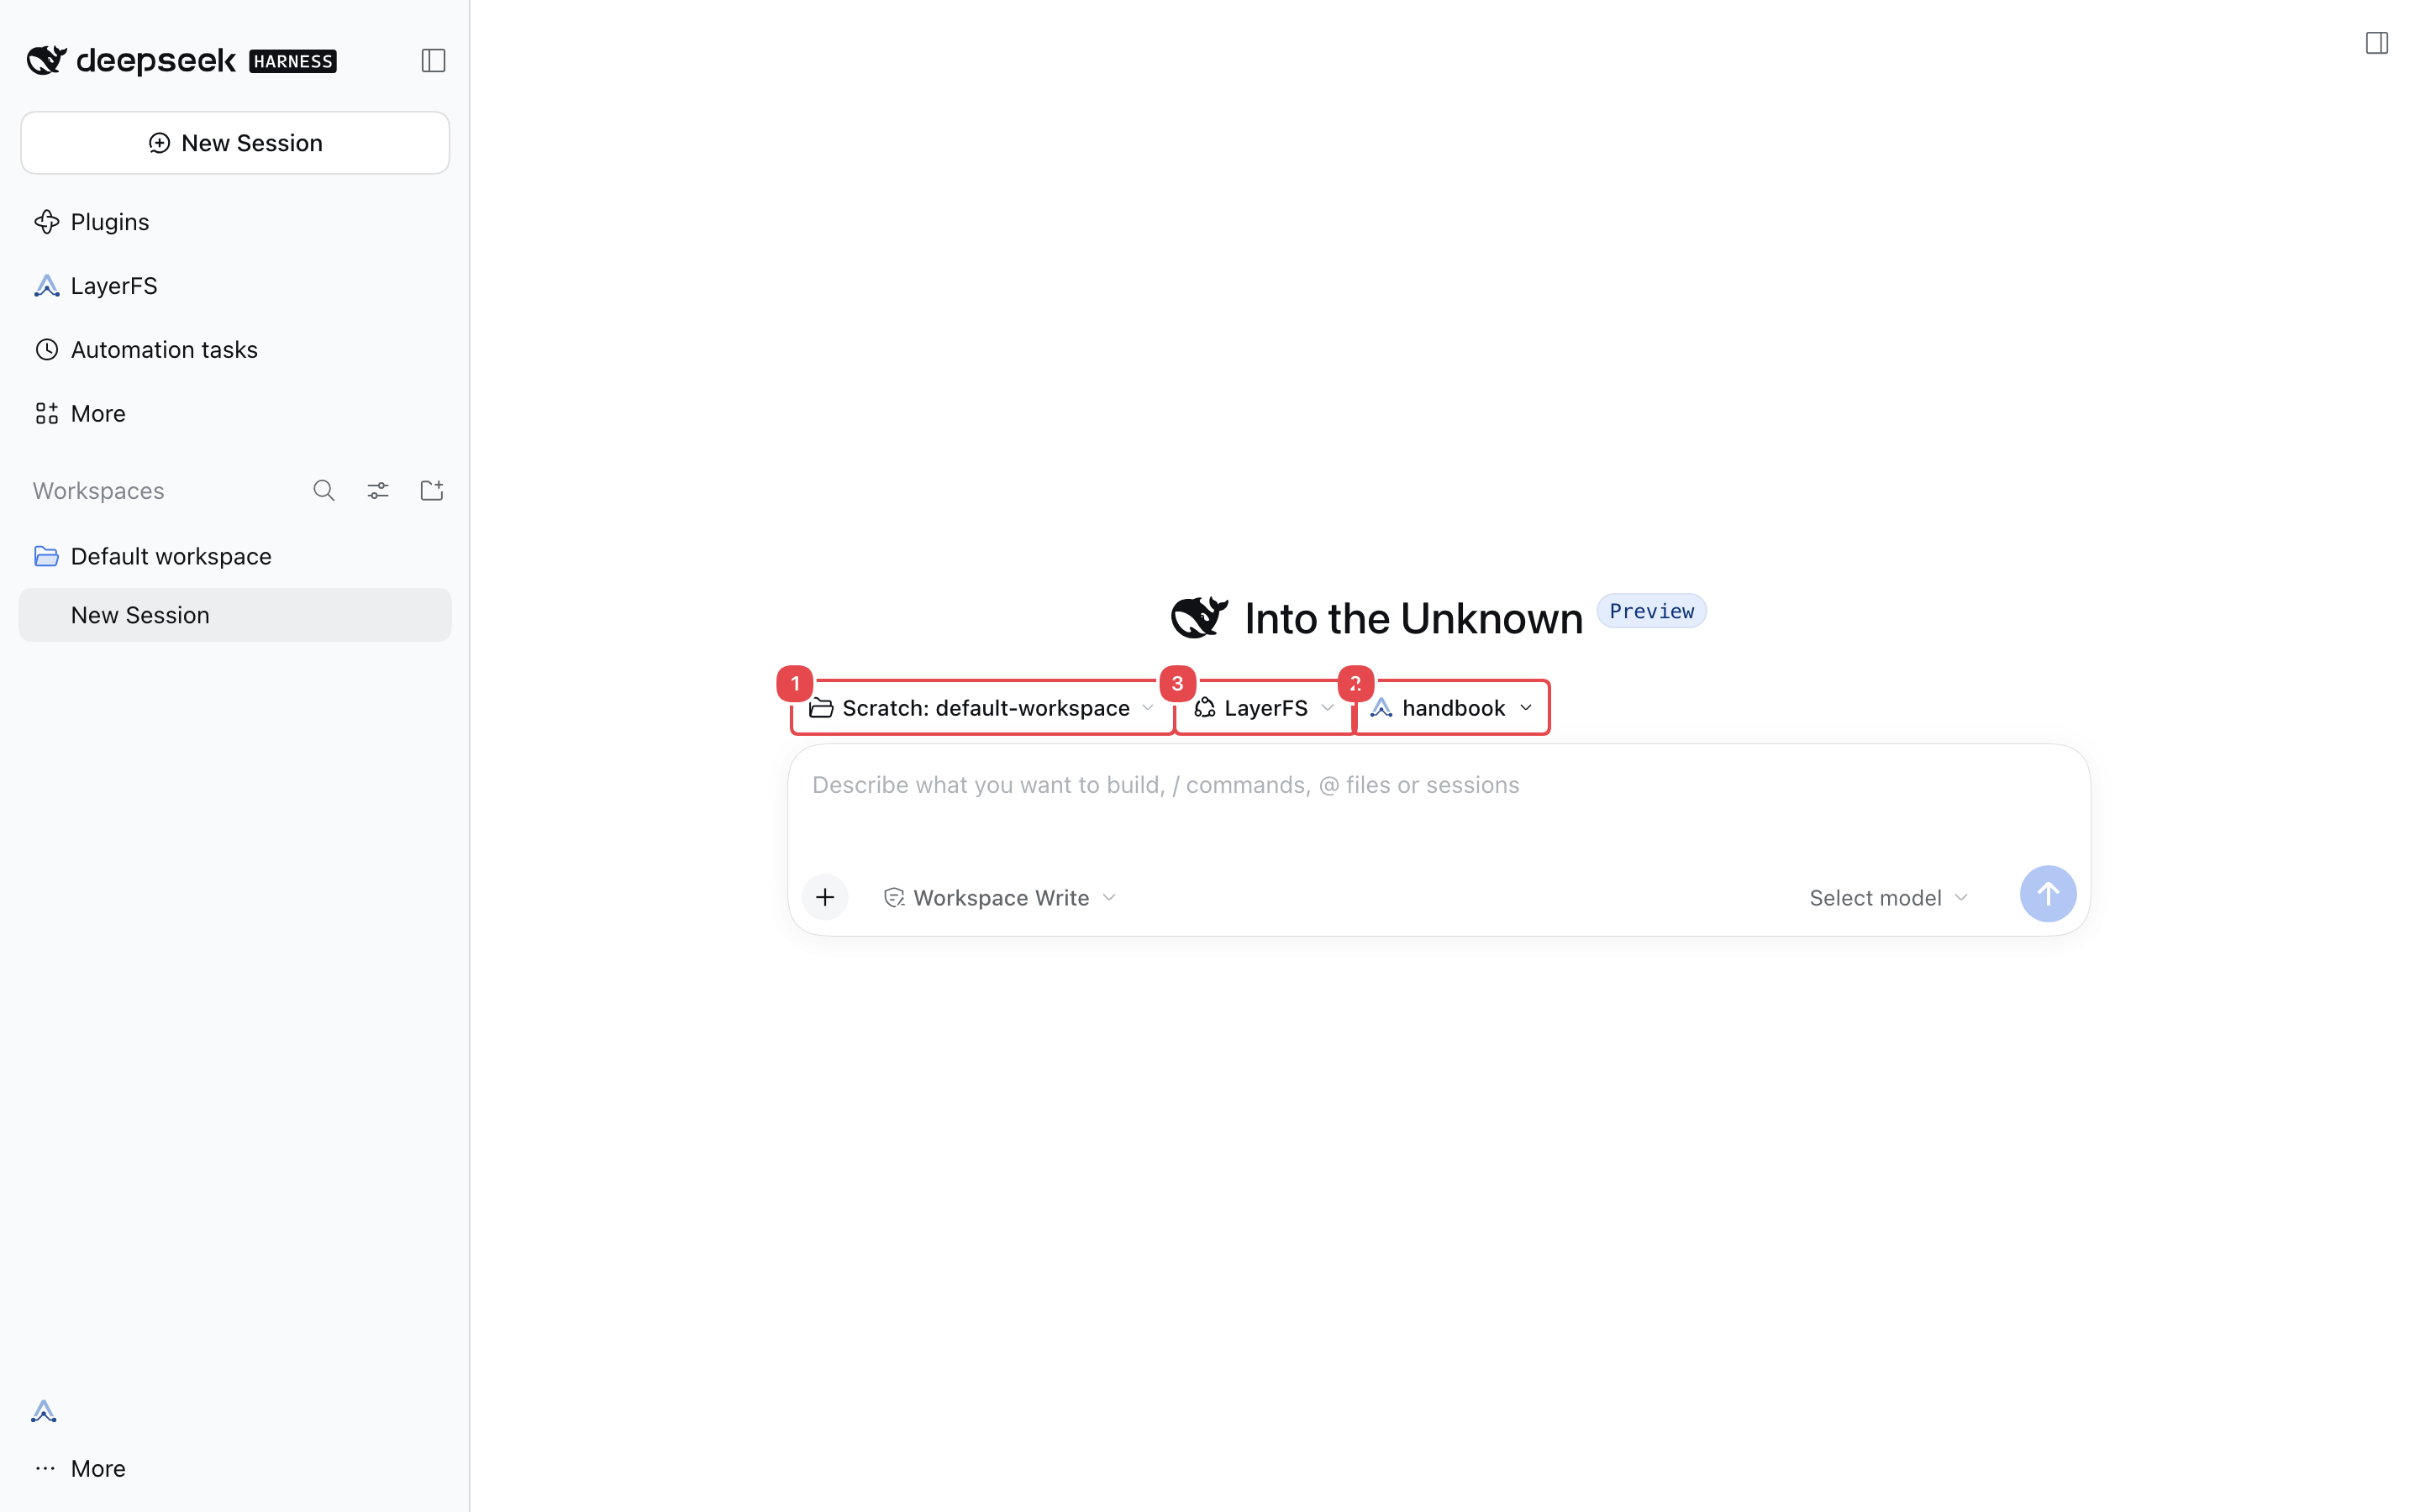 deepseek HARNESS
New Session
Plugins
LayerFS
Automation tasks
More
Workspaces
Default workspace
New Session
More
Into the Unknown Preview
1 3 2
Scratch: default-workspace LayerFS handbook
Describe what you want to build, / commands, @ files or sessions
Workspace Write Select model